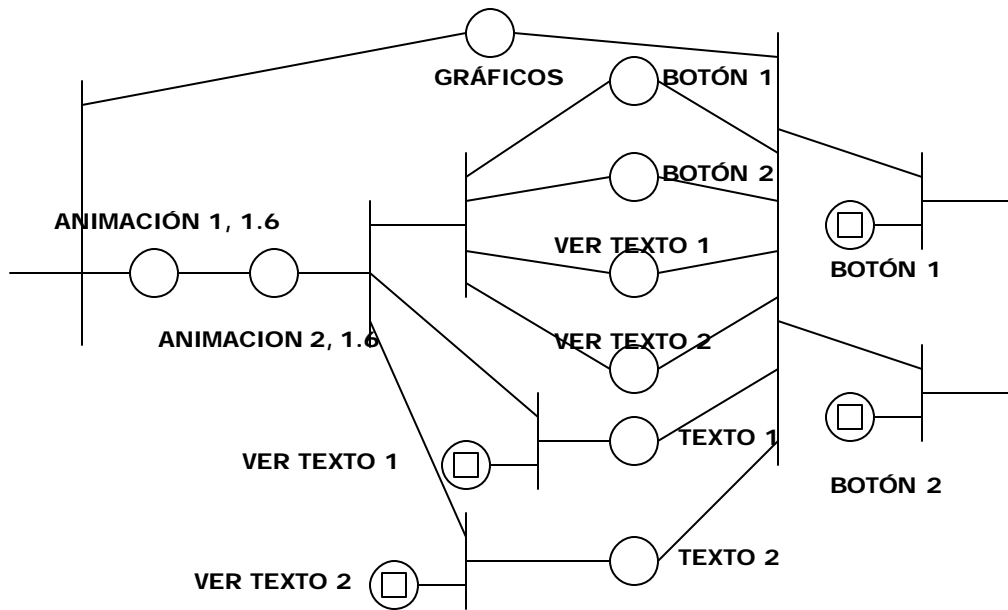 GRÁFICOS
BOTÓN 1
BOTÓN 2
ANIMACIÓN 1, 1.6
VER TEXTO 1
BOTÓN 1
ANIMACION 2, 1.6
VER TEXTO 2
TEXTO 1
VER TEXTO 1
BOTÓN 2
TEXTO 2
VER TEXTO 2